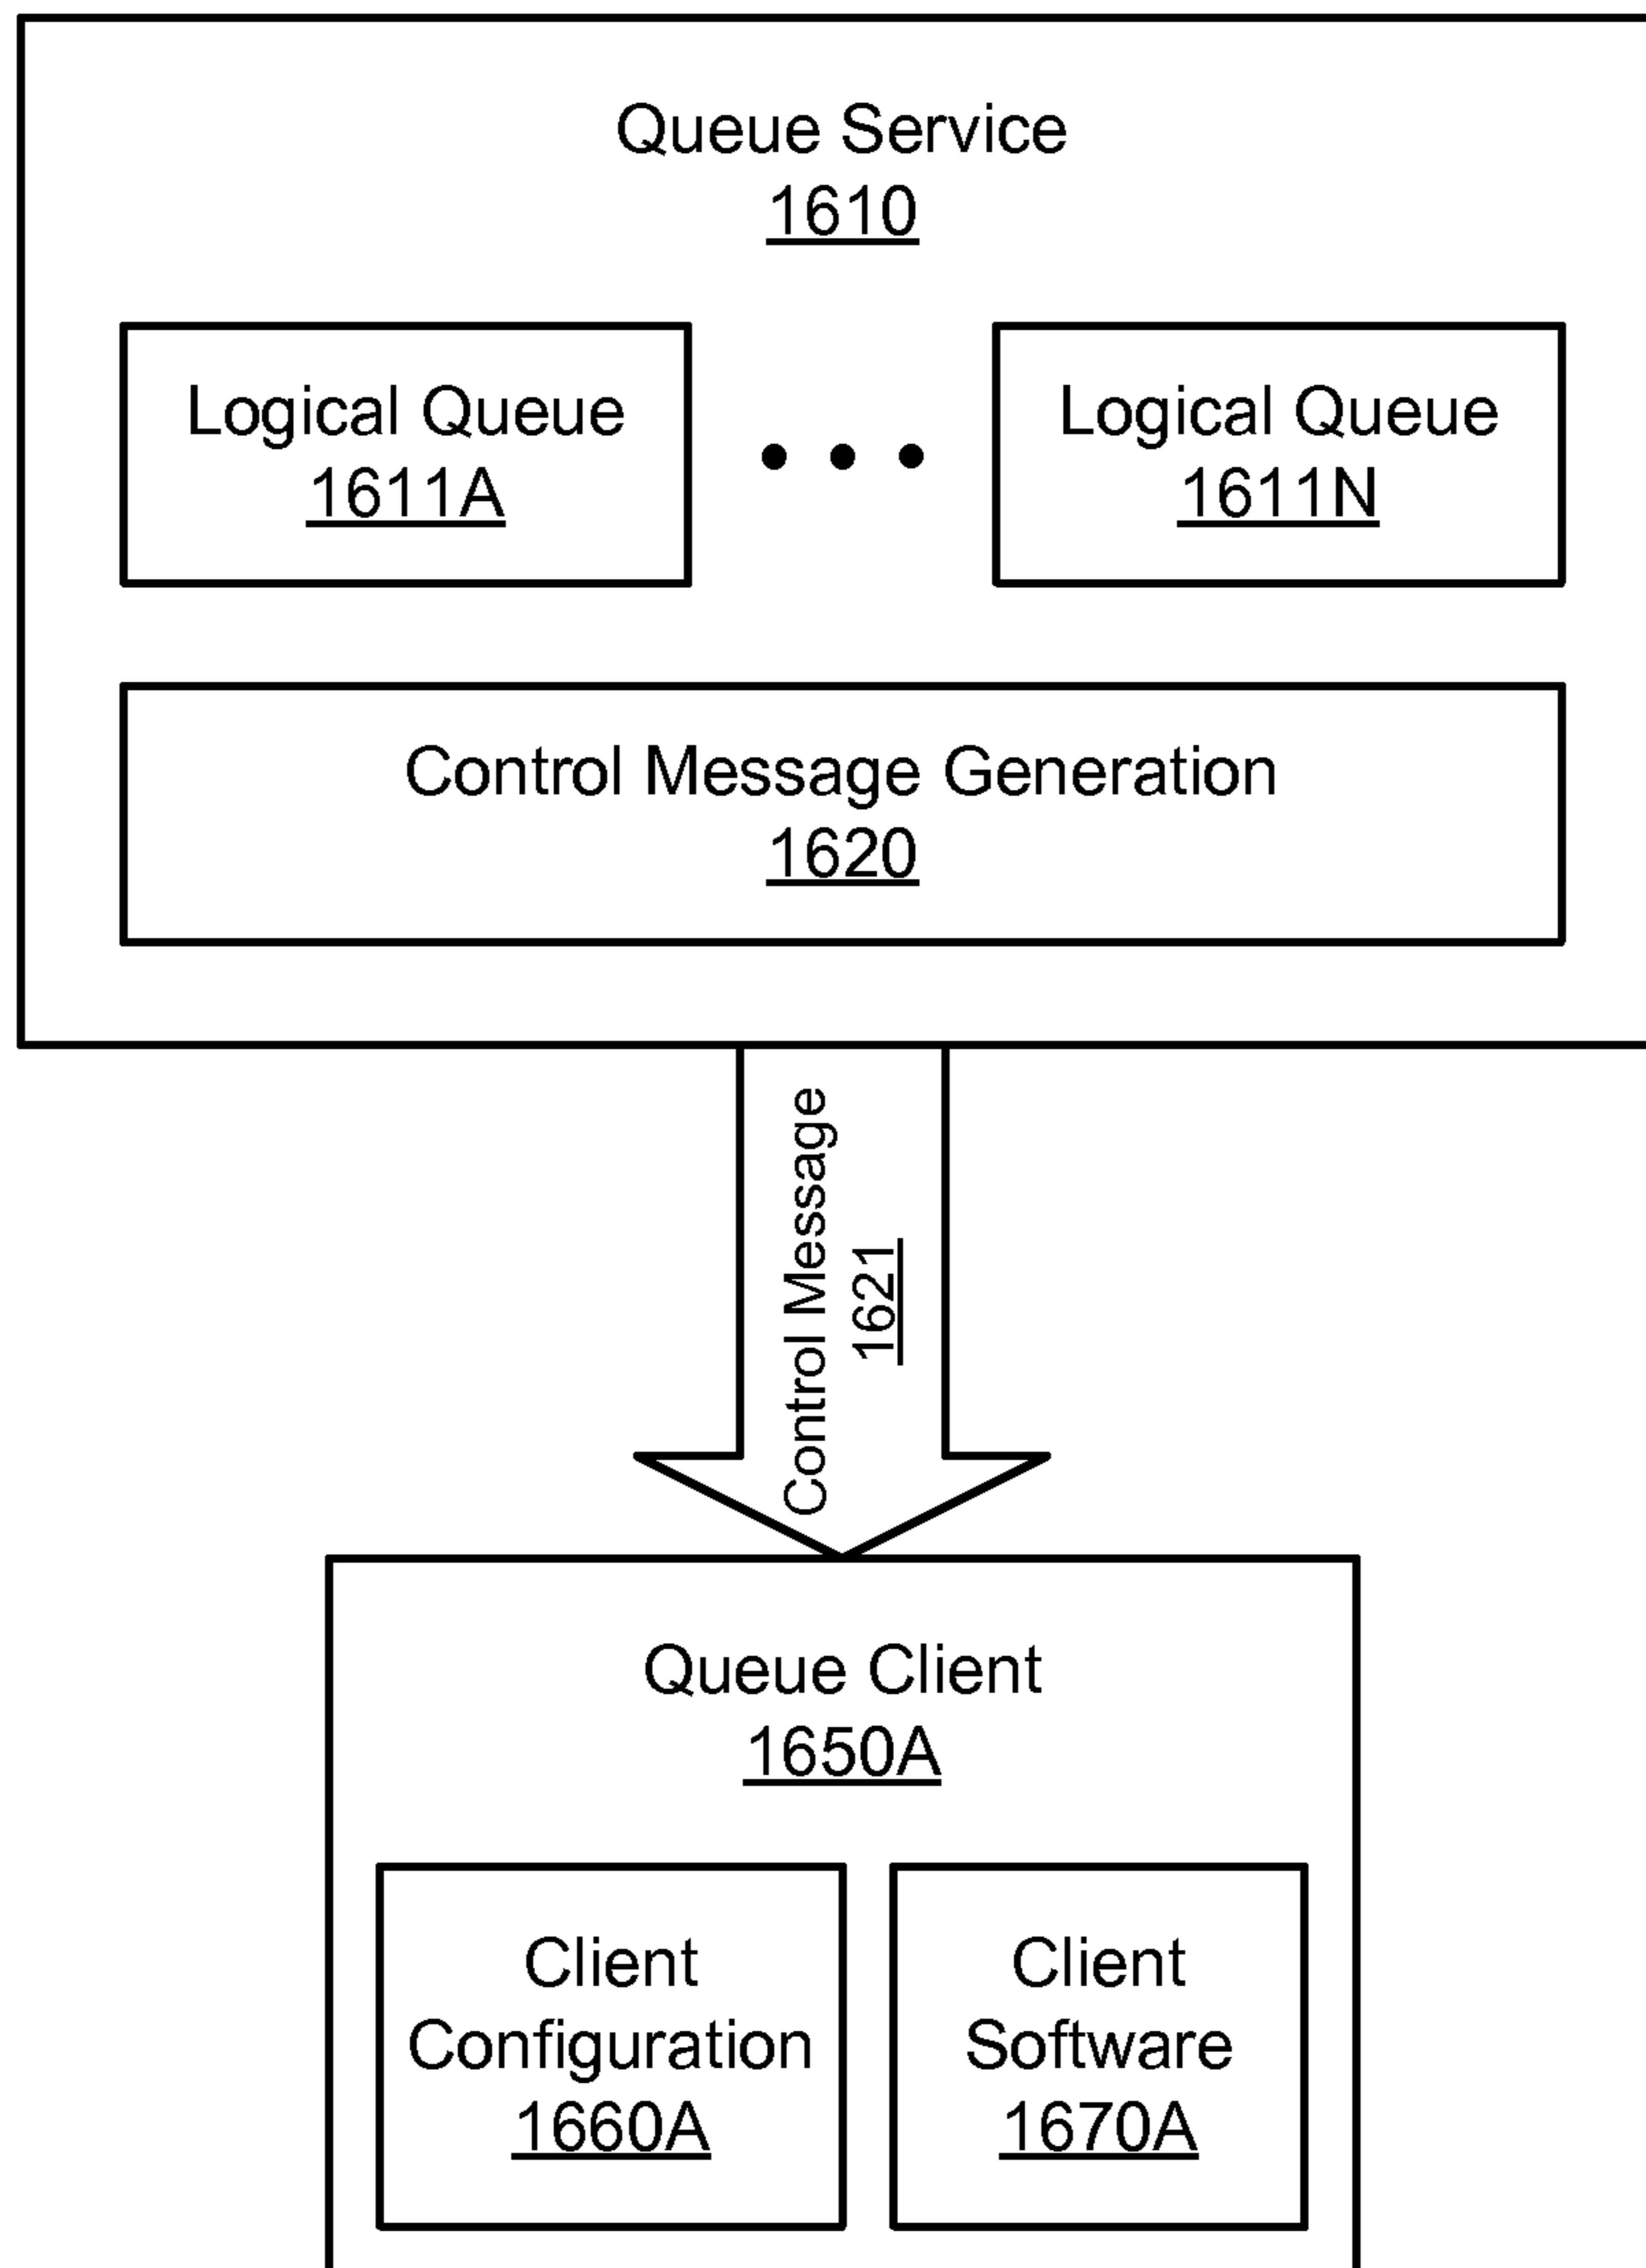 Queue Service
1610
Logical Queue
1611A
Logical Queue
1611N
Control Message Generation
1620
Control Message
1621
Queue Client
1650A
Client
Configuration
1660A
Client
Software
1670A